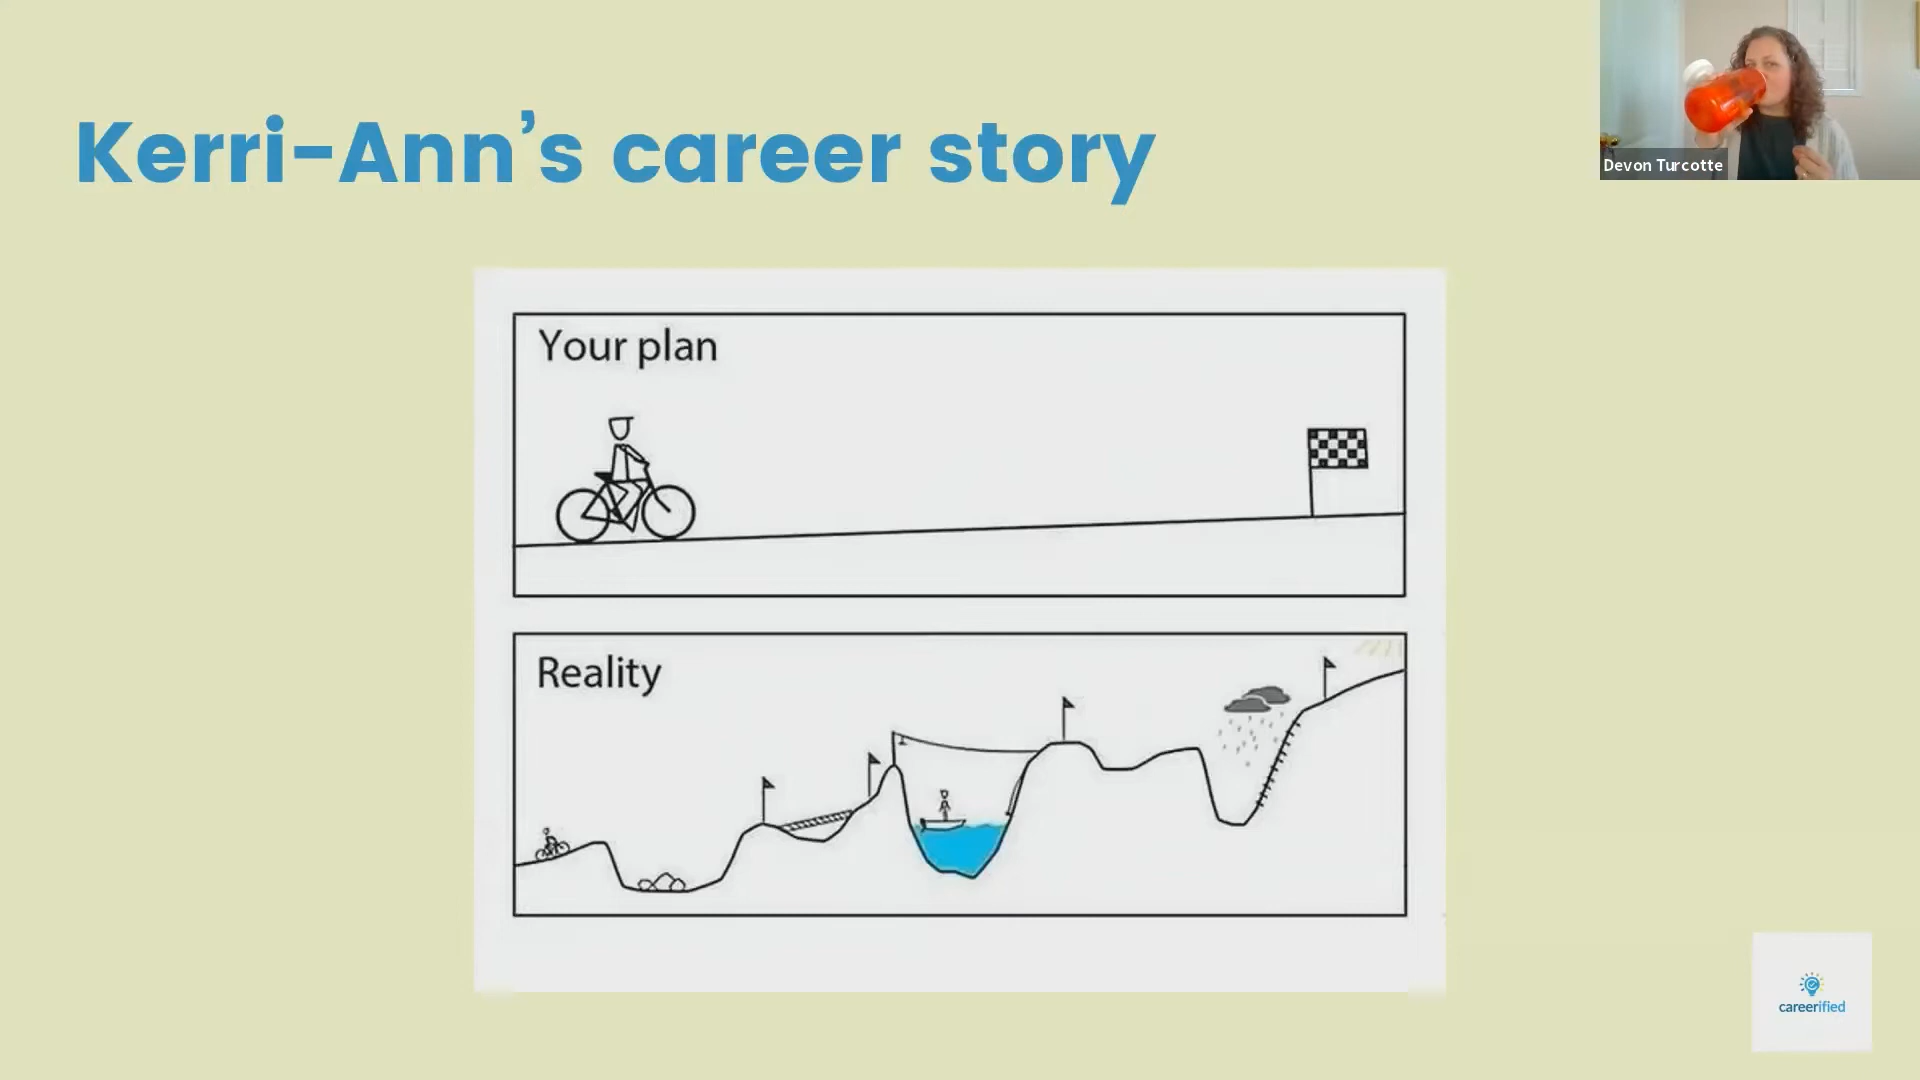 Kerri-Ann’s career story
Devon Turcotte
Your plan
Reality
careerified